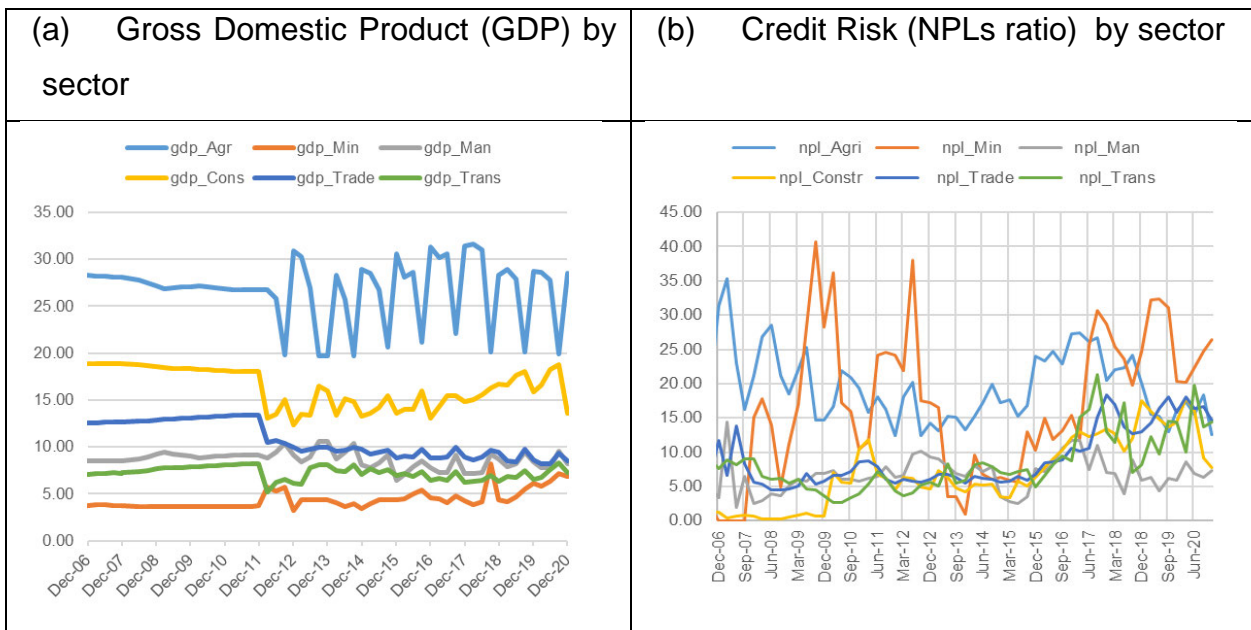 (a) Gross Domestic Product (GDP) by
sector
(b) Credit Risk (NPLs ratio) by sector
gdp_Agr gdp_Min gdp_Man
gdp_Cons gdp_Trade gdp_Trans
35.00
30.00
25.00
20.00
15.00
10.00
5.00
0.00
Dec-06 Dec-07 Dec-08 Dec-09 Dec-10 Dec-11 Dec-12 Dec-13 Dec-14 Dec-15 Dec-16 Dec-17 Dec-18 Dec-19 Dec-20
npl_Agri npl_Min npl_Man
npl_Constr npl_Trade npl_Trans
45.00
40.00
35.00
30.00
25.00
20.00
15.00
10.00
5.00
0.00
Dec-06 Sep-07 Jun-08 Mar-09 Dec-09 Sep-10 Jun-11 Mar-12 Dec-12 Sep-13 Jun-14 Mar-15 Dec-15 Sep-16 Jun-17 Mar-18 Dec-18 Sep-19 Jun-20